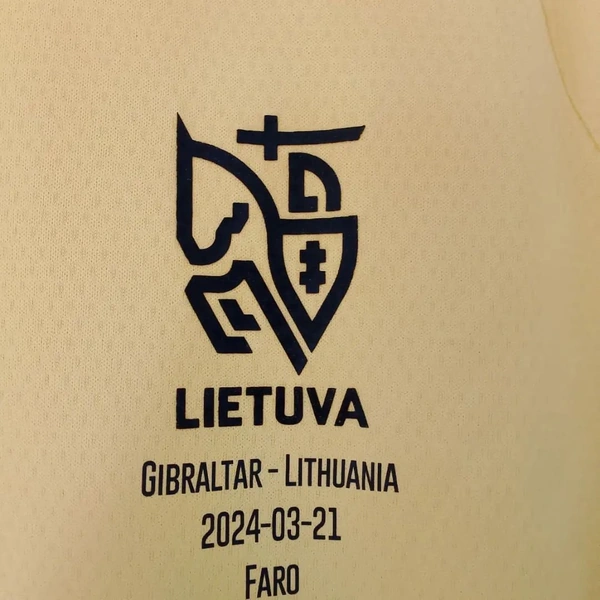 LIETUVA
GIBRALTAR - LITHUANIA
2024-03-21
FARO